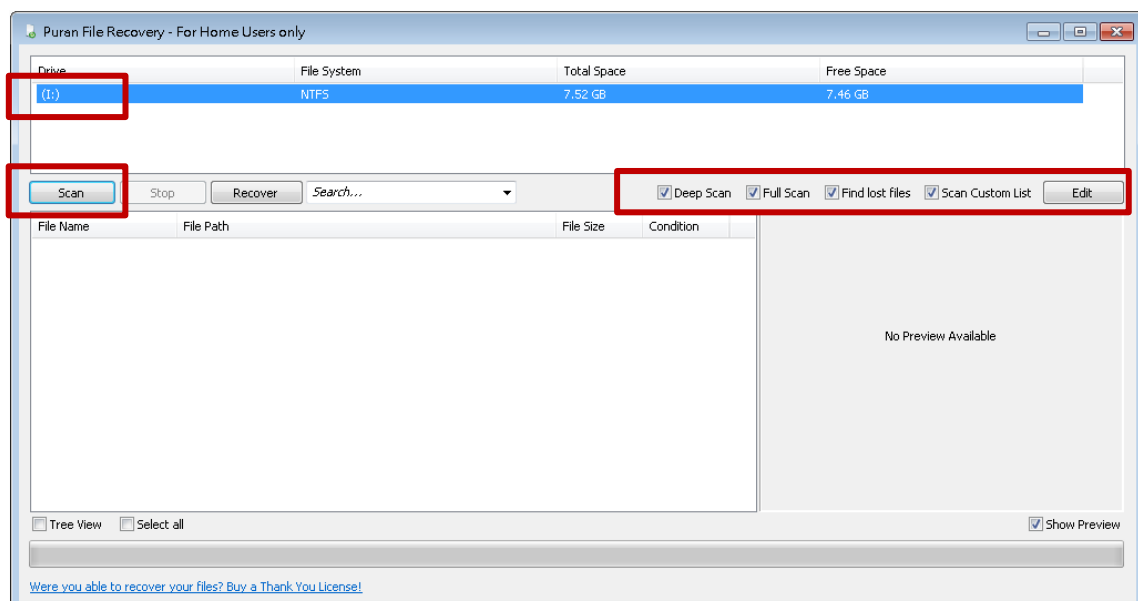 Puran File Recovery - For Home Users only
Drive File System Total Space Free Space
(I:) NTFS 7.52 GB 7.46 GB
Scan Stop Recover Search... Deep Scan Full Scan Find lost files Scan Custom List Edit
File Name File Path File Size Condition
No Preview Available
Tree View Select all Show Preview
Were you able to recover your files? Buy a Thank You License!